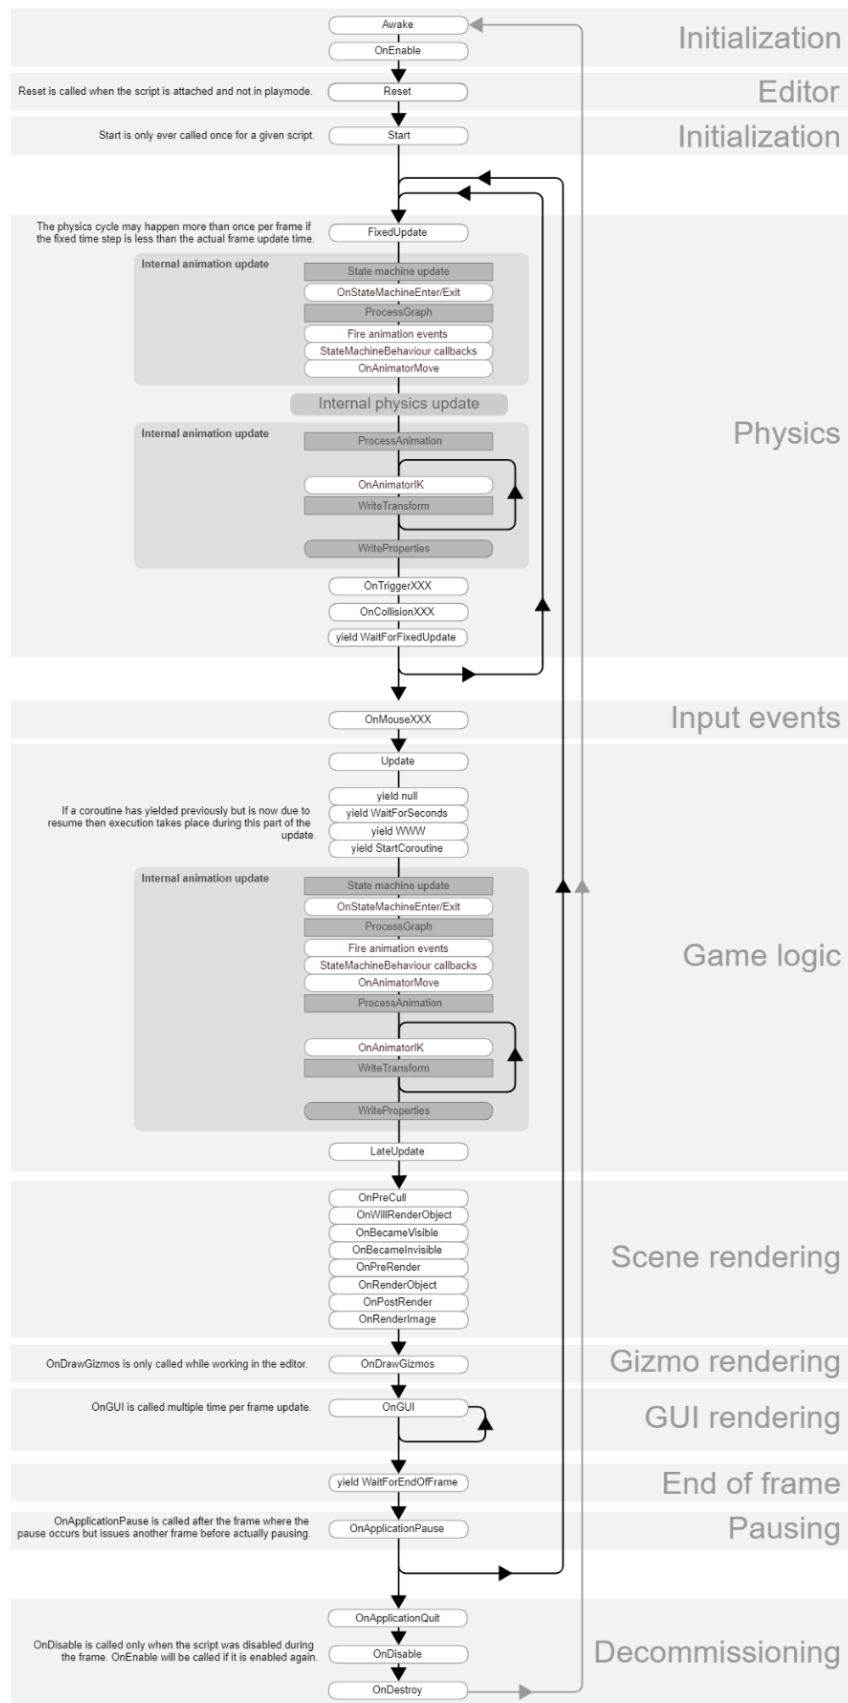 Awake
OnEnable
Initialization
Reset is called when the script is attached and not in playmode.
Reset
Editor
Start is only ever called once for a given script.
Start
Initialization
The physics cycle may happen more than once per frame if
the fixed time step is less than the actual frame update time.
FixedUpdate
Internal animation update
State machine update
OnStateMachineEnter/Exit
ProcessGraph
Fire animation events
StateMachineBehaviour callbacks
OnAnimatorMove
Internal physics update
Physics
Internal animation update
ProcessAnimation
OnAnimatorIK
WriteTransform
WriteProperties
OnTriggerXXX
OnCollisionXXX
yield WaitForFixedUpdate
OnMouseXXX
Input events
Update
yield null
yield WaitForSeconds
yield WWW
yield StartCoroutine
If a coroutine has yielded previously but is now due to
resume then execution takes place during this part of the
update.
Internal animation update
State machine update
OnStateMachineEnter/Exit
ProcessGraph
Fire animation events
StateMachineBehaviour callbacks
OnAnimatorMove
ProcessAnimation
Game logic
OnAnimatorIK
WriteTransform
WriteProperties
LateUpdate
OnPreCull
OnWillRenderObject
OnBecameVisible
OnBecameInvisible
OnPreRender
OnRenderObject
OnPostRender
OnRenderImage
Scene rendering
OnDrawGizmos is only called while working in the editor.
OnDrawGizmos
Gizmo rendering
OnGUI is called multiple time per frame update.
OnGUI
GUI rendering
yield WaitForEndOfFrame
End of frame
OnApplicationPause is called after the frame where the
pause occurs but issues another frame before actually pausing.
OnApplicationPause
Pausing
OnApplicationQuit
OnDisable is called only when the script was disabled during
the frame. OnEnable will be called if it is enabled again.
OnDisable
Decommissioning
OnDestroy